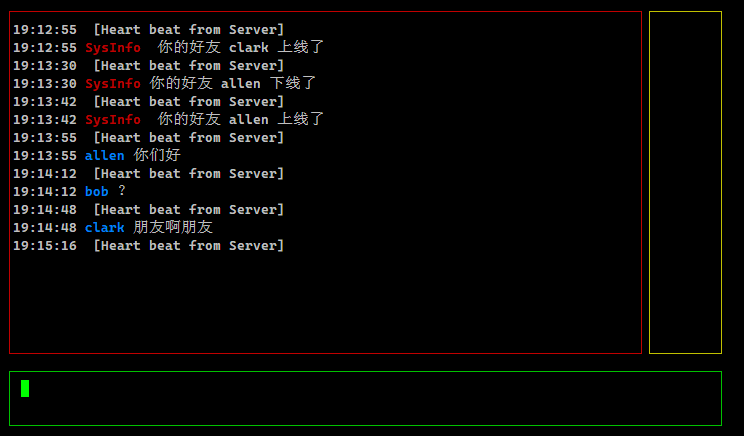 19:12:55  [Heart beat from Server]
19:12:55 SysInfo  你的好友 clark 上线了
19:13:30  [Heart beat from Server]
19:13:30 SysInfo 你的好友 allen 下线了
19:13:42  [Heart beat from Server]
19:13:42 SysInfo  你的好友 allen 上线了
19:13:55  [Heart beat from Server]
19:13:55 allen 你们好
19:14:12  [Heart beat from Server]
19:14:12 bob ？
19:14:48  [Heart beat from Server]
19:14:48 clark 朋友啊朋友
19:15:16  [Heart beat from Server]